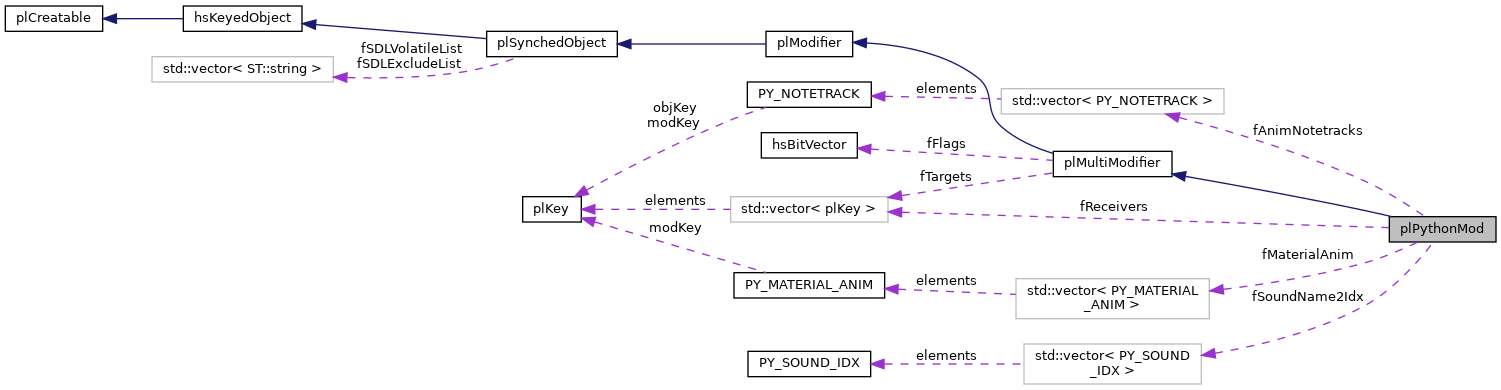 plCreatable
hsKeyedObject
plSynchedObject
plModifier
fSDLVolatileList
fSDLExcludeList
std::vector< ST::string >
PY_NOTETRACK
elements
std::vector< PY_NOTETRACK >
objKey
modKey
fAnimNotetracks
hsBitVector
fFlags
plMultiModifier
fTargets
plKey
elements
std::vector< plKey >
fReceivers
plPythonMod
modKey
fMaterialAnim
PY_MATERIAL_ANIM
elements
std::vector< PY_MATERIAL
_ANIM >
fSoundName2Idx
PY_SOUND_IDX
elements
std::vector< PY_SOUND
_IDX >